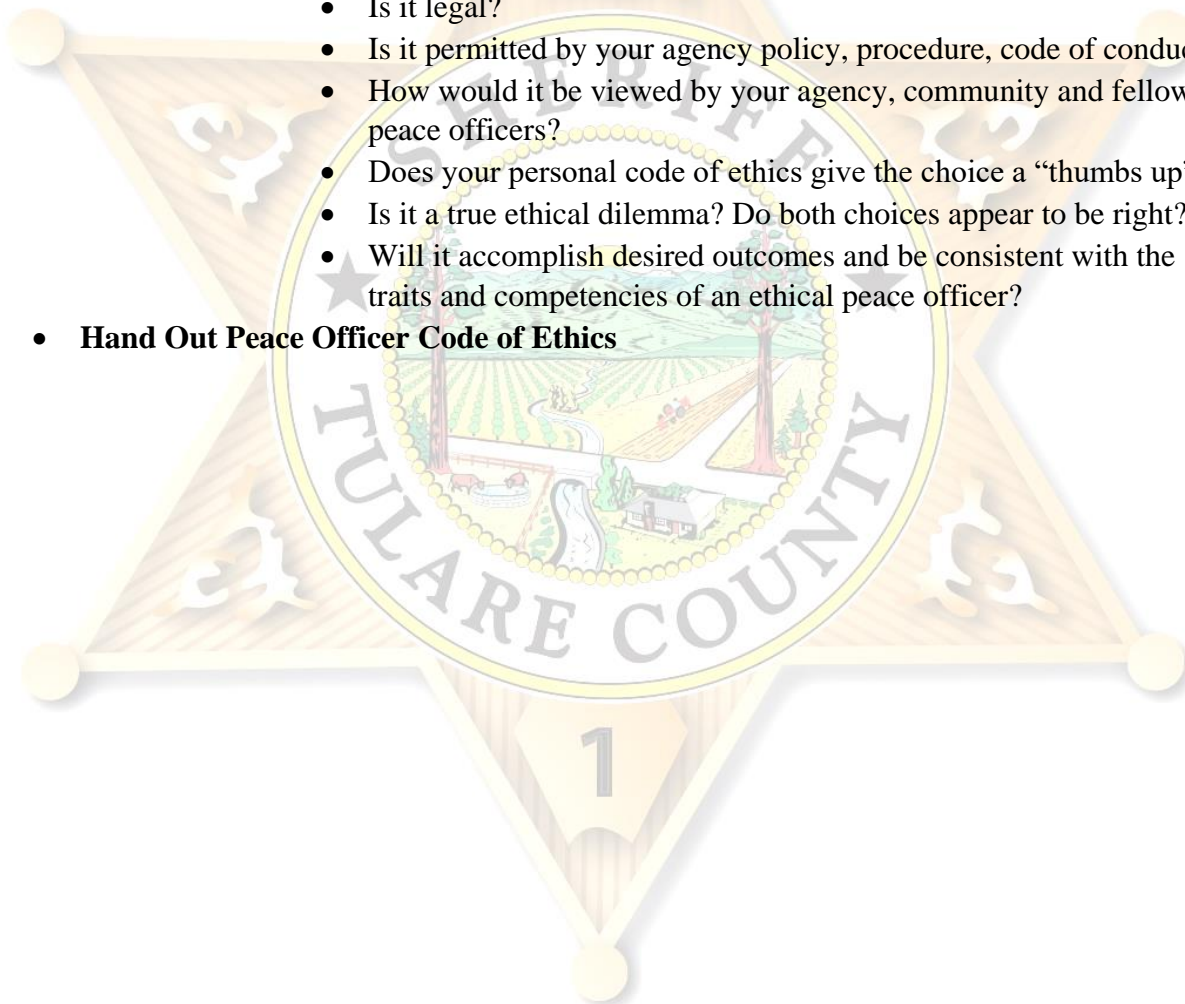 • Is it legal?
• Is it permitted by your agency policy, procedure, code of conduc
• How would it be viewed by your agency, community and fellow
peace officers?
• Does your personal code of ethics give the choice a “thumbs up”
• Is it a true ethical dilemma? Do both choices appear to be right?
• Will it accomplish desired outcomes and be consistent with the
traits and competencies of an ethical peace officer?
• Hand Out Peace Officer Code of Ethics
SHERIFF
TULARE COUNTY
1